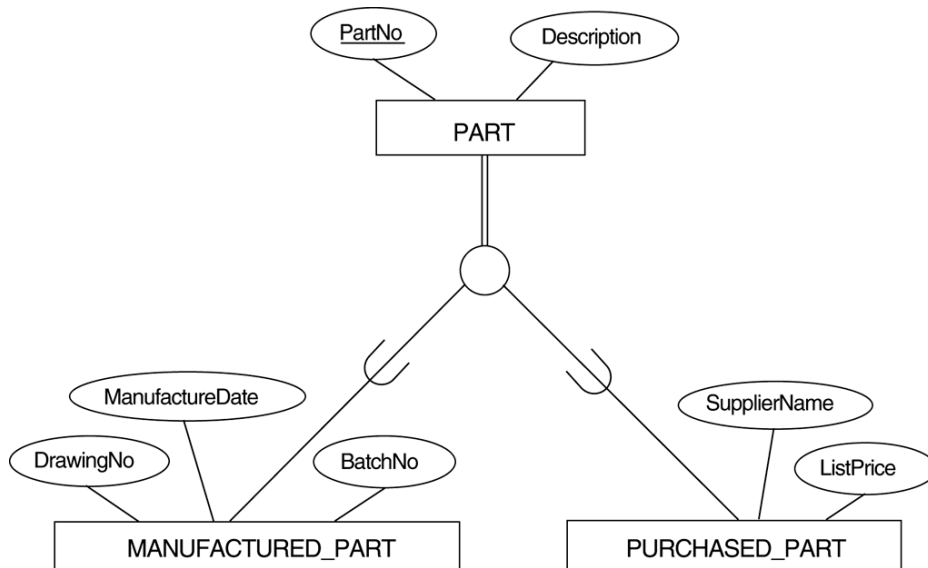 PartNo
Description
PART
ManufactureDate
SupplierName
DrawingNo
BatchNo
ListPrice
MANUFACTURED_PART
PURCHASED_PART